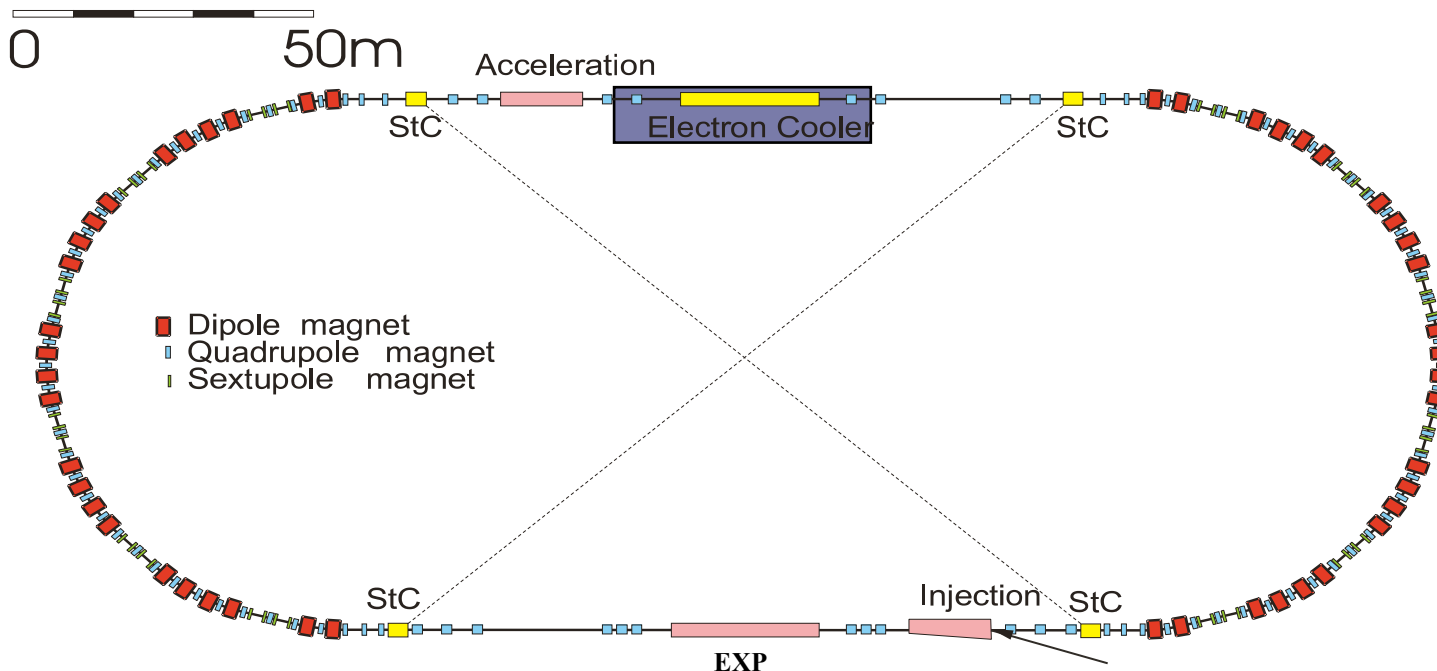 0 50m
Acceleration
StC
Electron Cooler
StC
Dipole magnet
Quadrupole magnet
Sextupole magnet
StC
Injection
StC
EXP